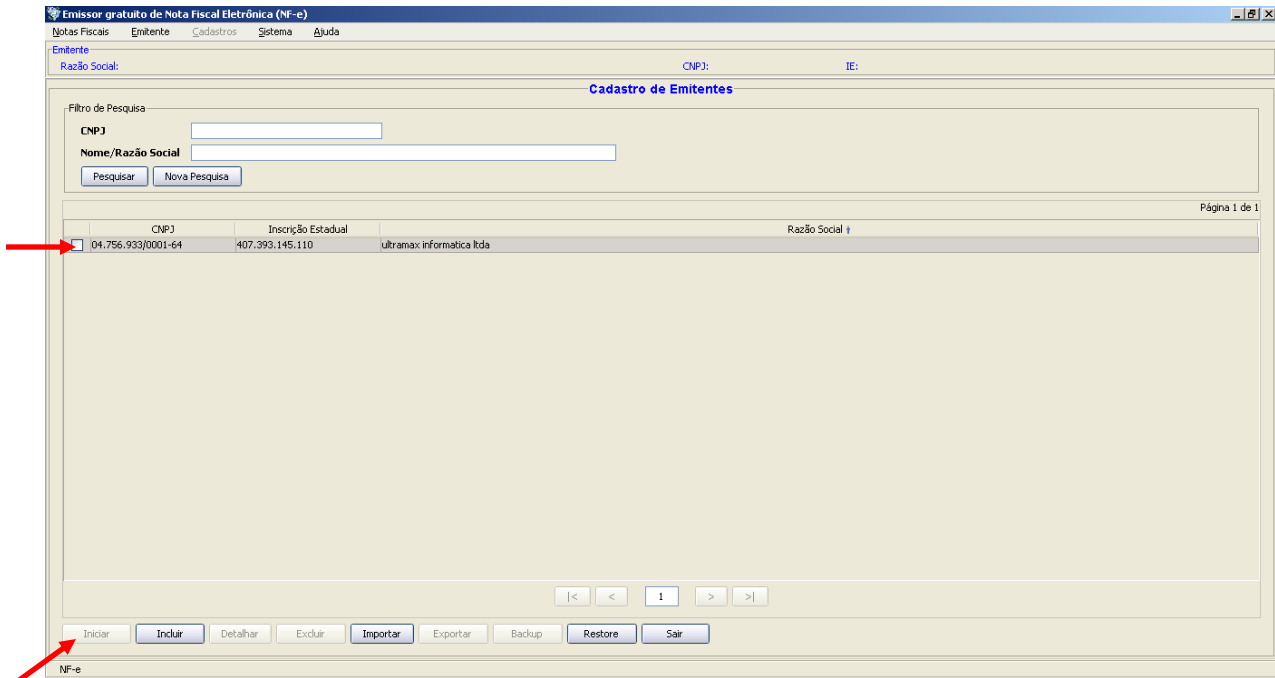 Emissor gratuito de Nota Fiscal Eletrônica (NF-e)
Notas Fiscais Emitente Cadastros Sistema Ajuda
Emitente
Razão Social: CNPJ: IE:
Cadastro de Emitentes
Filtro de Pesquisa
CNPJ
Nome/Razão Social
Pesquisar Nova Pesquisa
Página 1 de 1
CNPJ Inscrição Estadual Razão Social
04.756.933/0001-64 407.393.145.110 ultramax informatica ltda
|< < 1 > >|
Iniciar Incluir Detalhar Excluir Importar Exportar Backup Restore Sair
NF-e